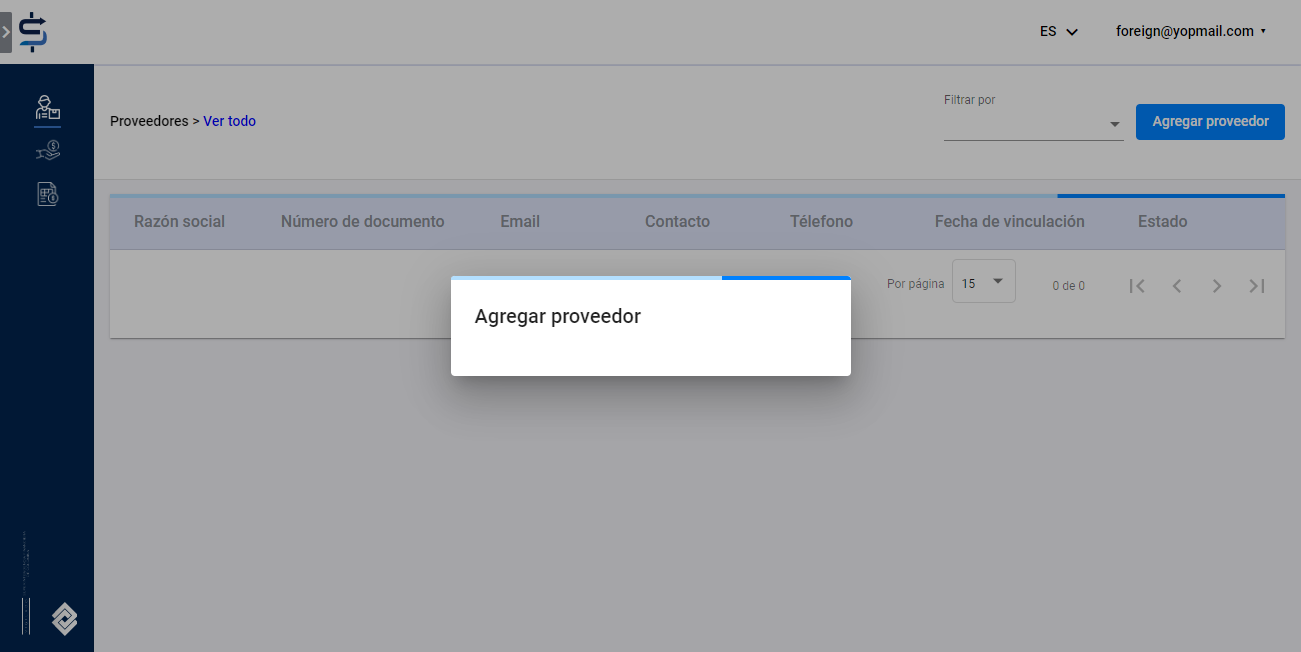 ES
foreign@yopmail.com
Proveedores > Ver todo
Filtrar por
Agregar proveedor
Razón social
Número de documento
Email
Contacto
Télefono
Fecha de vinculación
Estado
Por página
15
0 de 0
Agregar proveedor